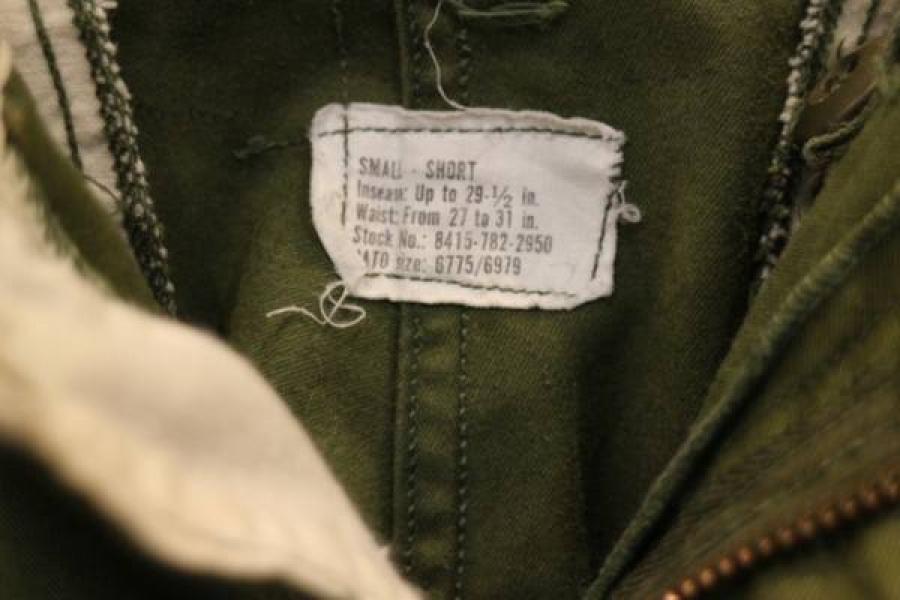 SMALL - SHORT
Inseam: Up to 29-1/2 in.
Waist: From 27 to 31 in.
Stock No.: 8415-782-2950
NATO size: 6775/6979